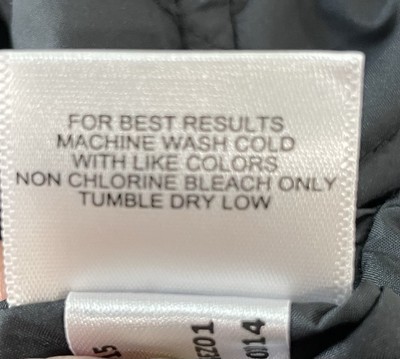 FOR BEST RESULTS
MACHINE WASH COLD
WITH LIKE COLORS
NON CHLORINE BLEACH ONLY
TUMBLE DRY LOW